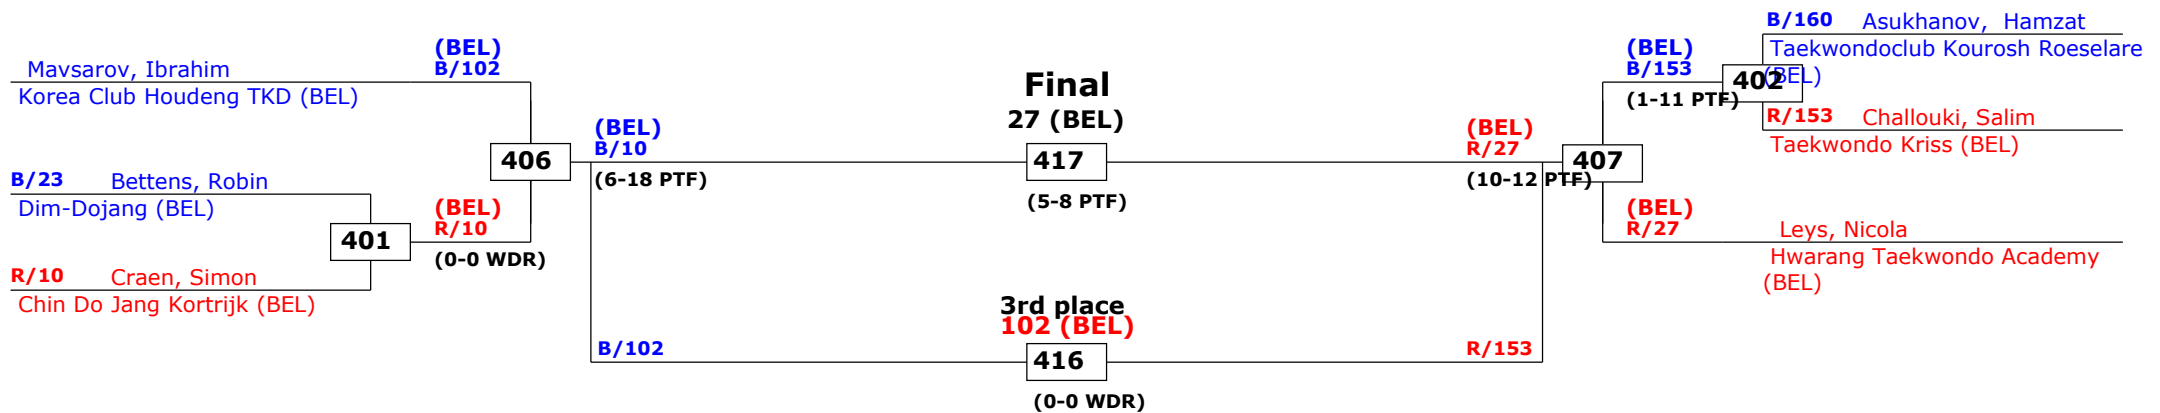 Mavsarov, Ibrahim
Korea Club Houdeng TKD (BEL)
(BEL)
B/102
B/23 Bettens, Robin
Dim-Dojang (BEL)
401
R/10 Craen, Simon
Chin Do Jang Kortrijk (BEL)
(BEL)
R/10
(0-0 WDR)
406
(BEL)
B/10
(6-18 PTF)
Final
27 (BEL)
417
(5-8 PTF)
3rd place
102 (BEL)
B/102
416
R/153
(0-0 WDR)
(BEL)
R/27
(10-12 PTF)
407
(BEL)
B/153
(1-11 PTF)
402
B/160 Asukhanov, Hamzat
Taekwondoclub Kourosh Roeselare
(BEL)
R/153 Challouki, Salim
Taekwondo Kriss (BEL)
(BEL)
R/27
Leys, Nicola
Hwarang Taekwondo Academy
(BEL)